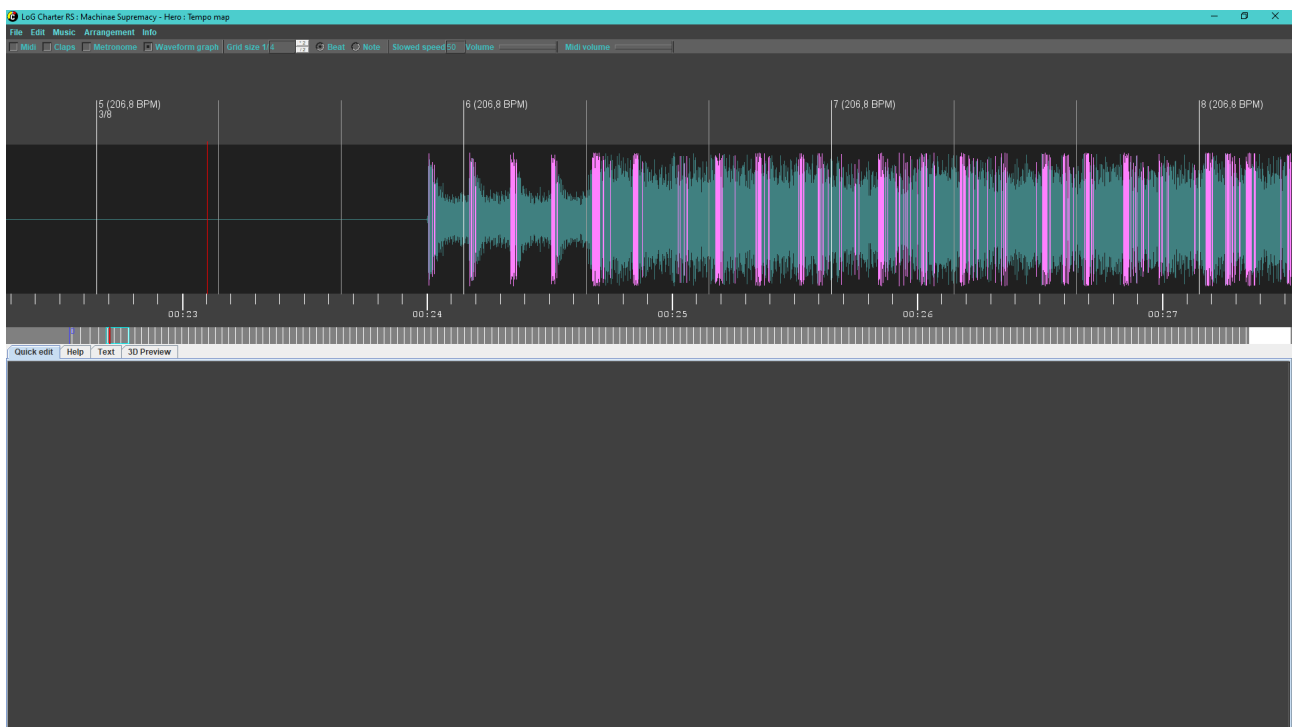 LoG Charter RS : Machinae Supremacy - Hero : Tempo map
File Edit Music Arrangement Info
Midi Claps Metronome Waveform graph Grid size 1/4 Beat Note Slowed speed 50 Volume Midi volume
5 (206,8 BPM) 6 (206,8 BPM) 7 (206,8 BPM) 8 (206,8 BPM)
3/8
00:23 00:24 00:25 00:26 00:27
Quick edit Help Text 3D Preview